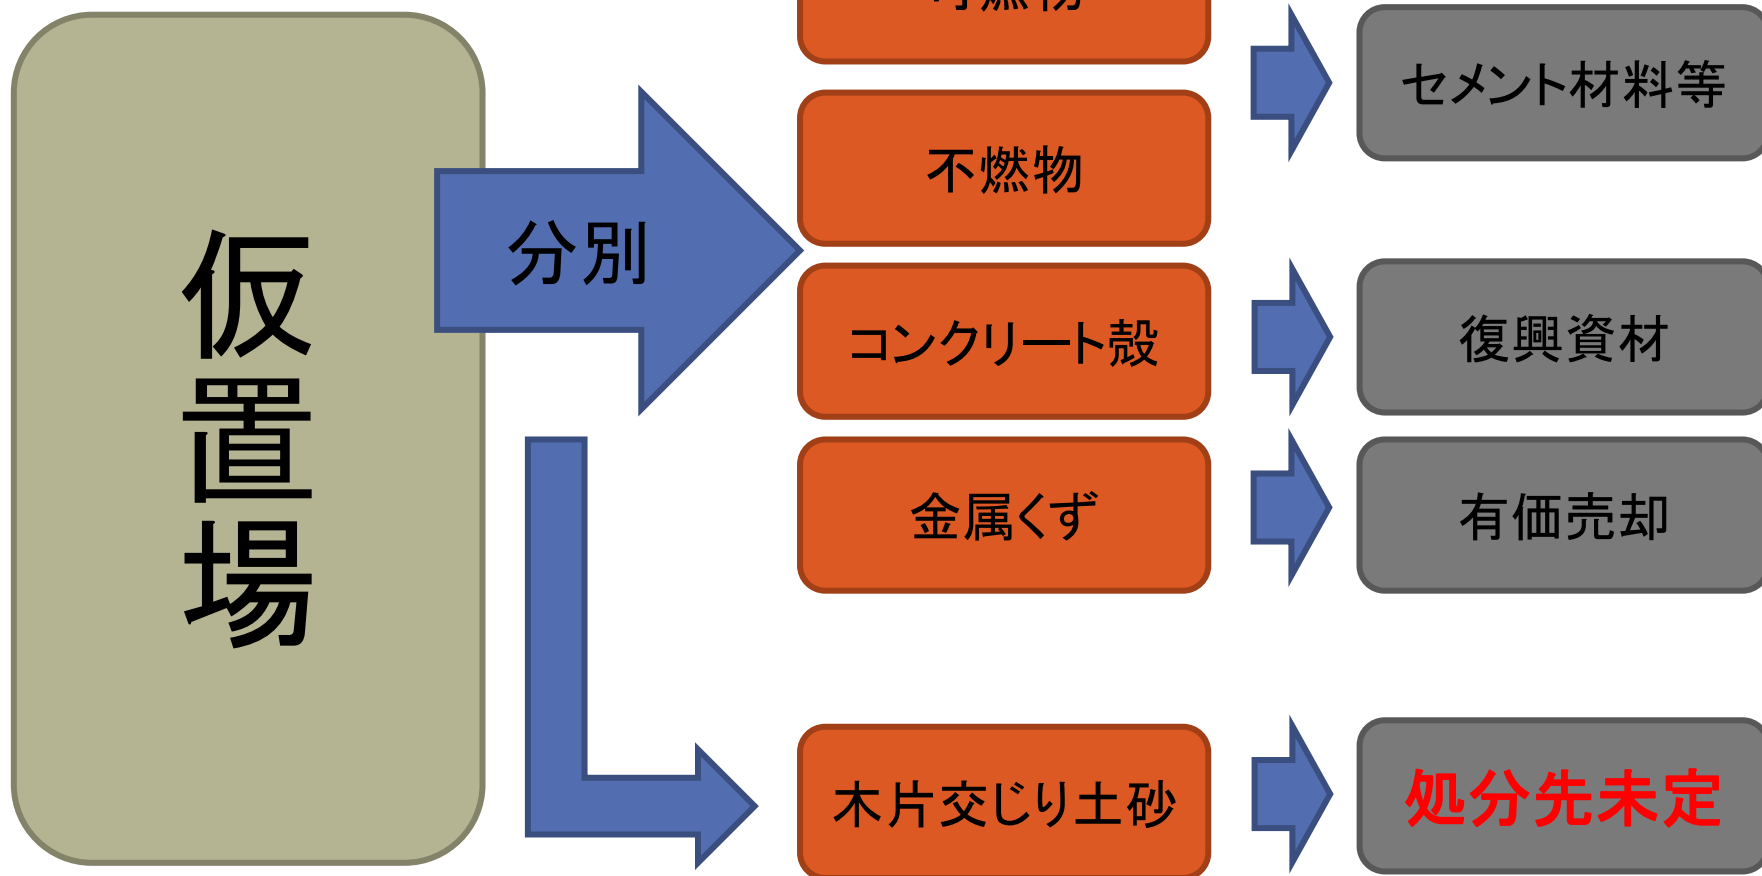 仮置場
分別
不燃物
コンクリート殻
金属くず
木片交じり土砂
セメント材料等
復興資材
有価売却
処分先未定